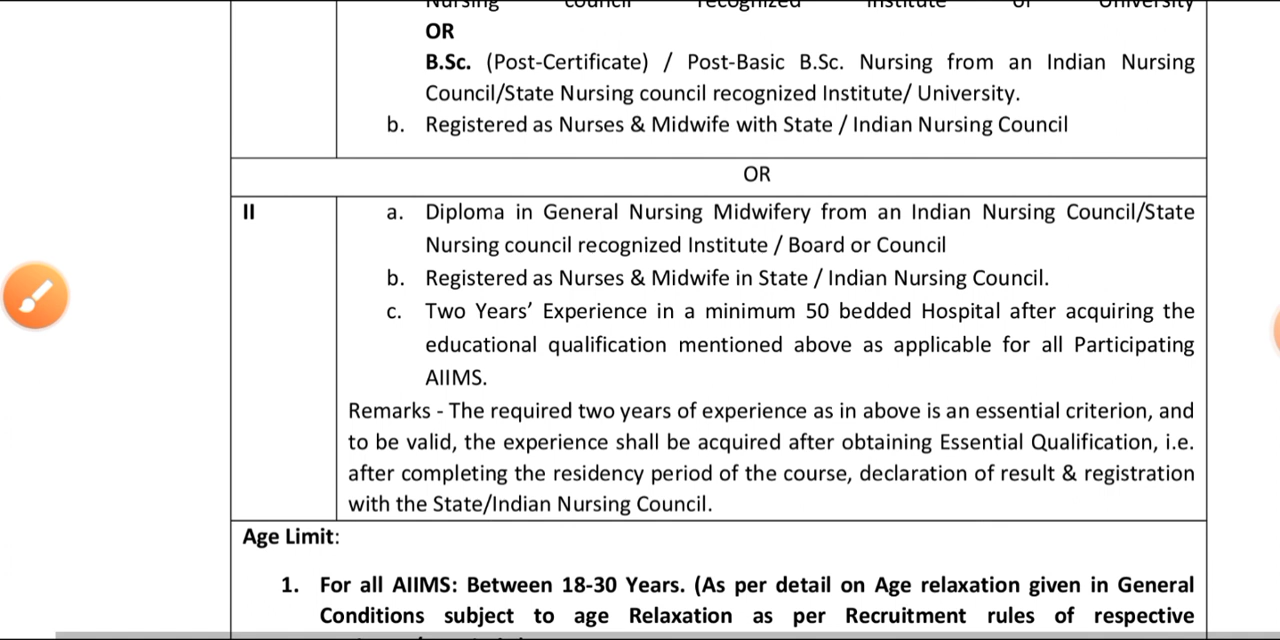 Nursing council recognized Institute or University
OR
B.Sc. (Post-Certificate) / Post-Basic B.Sc. Nursing from an Indian Nursing
Council/State Nursing council recognized Institute/ University.
b. Registered as Nurses & Midwife with State / Indian Nursing Council
OR
II
a. Diploma in General Nursing Midwifery from an Indian Nursing Council/State
Nursing council recognized Institute / Board or Council
b. Registered as Nurses & Midwife in State / Indian Nursing Council.
c. Two Years’ Experience in a minimum 50 bedded Hospital after acquiring the
educational qualification mentioned above as applicable for all Participating
AIIMS.
Remarks - The required two years of experience as in above is an essential criterion, and
to be valid, the experience shall be acquired after obtaining Essential Qualification, i.e.
after completing the residency period of the course, declaration of result & registration
with the State/Indian Nursing Council.
Age Limit:
1. For all AIIMS: Between 18-30 Years. (As per detail on Age relaxation given in General
Conditions subject to age Relaxation as per Recruitment rules of respective